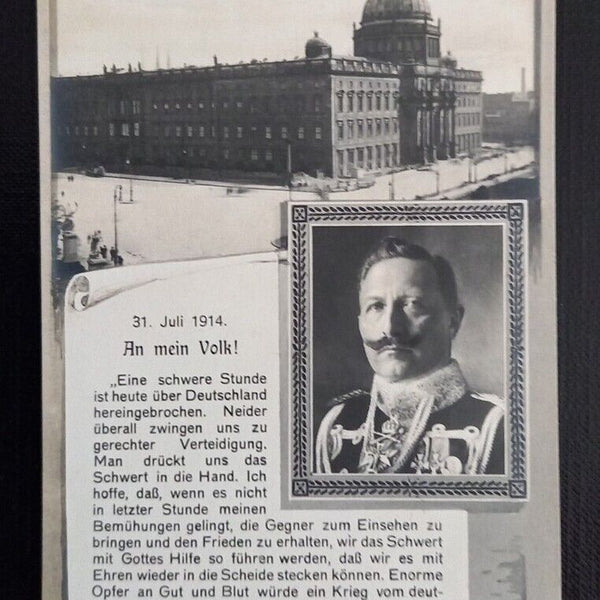 31. Juli 1914.
An mein Volk!
„Eine schwere Stunde
ist heute über Deutschland
hereingebrochen. Neider
überall zwingen uns zu
gerechter Verteidigung.
Man drückt uns das
Schwert in die Hand. Ich
hoffe, daß, wenn es nicht
in letzter Stunde meinen
Bemühungen gelingt, die Gegner zum Einsehen zu
bringen und den Frieden zu erhalten, wir das Schwert
mit Gottes Hilfe so führen werden, daß wir es mit
Ehren wieder in die Scheide stecken können. Enorme
Opfer an Gut und Blut würde ein Krieg vom deut-